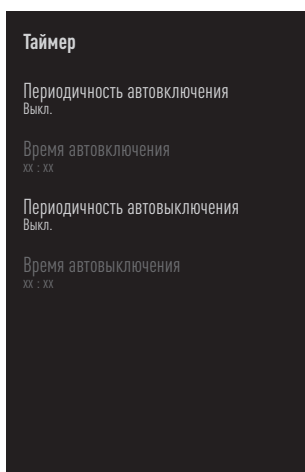 Таймер
Периодичность автовключения
Выкл.
Время автовключения
xx : xx
Периодичность автовыключения
Выкл.
Время автовыключения
xx : xx